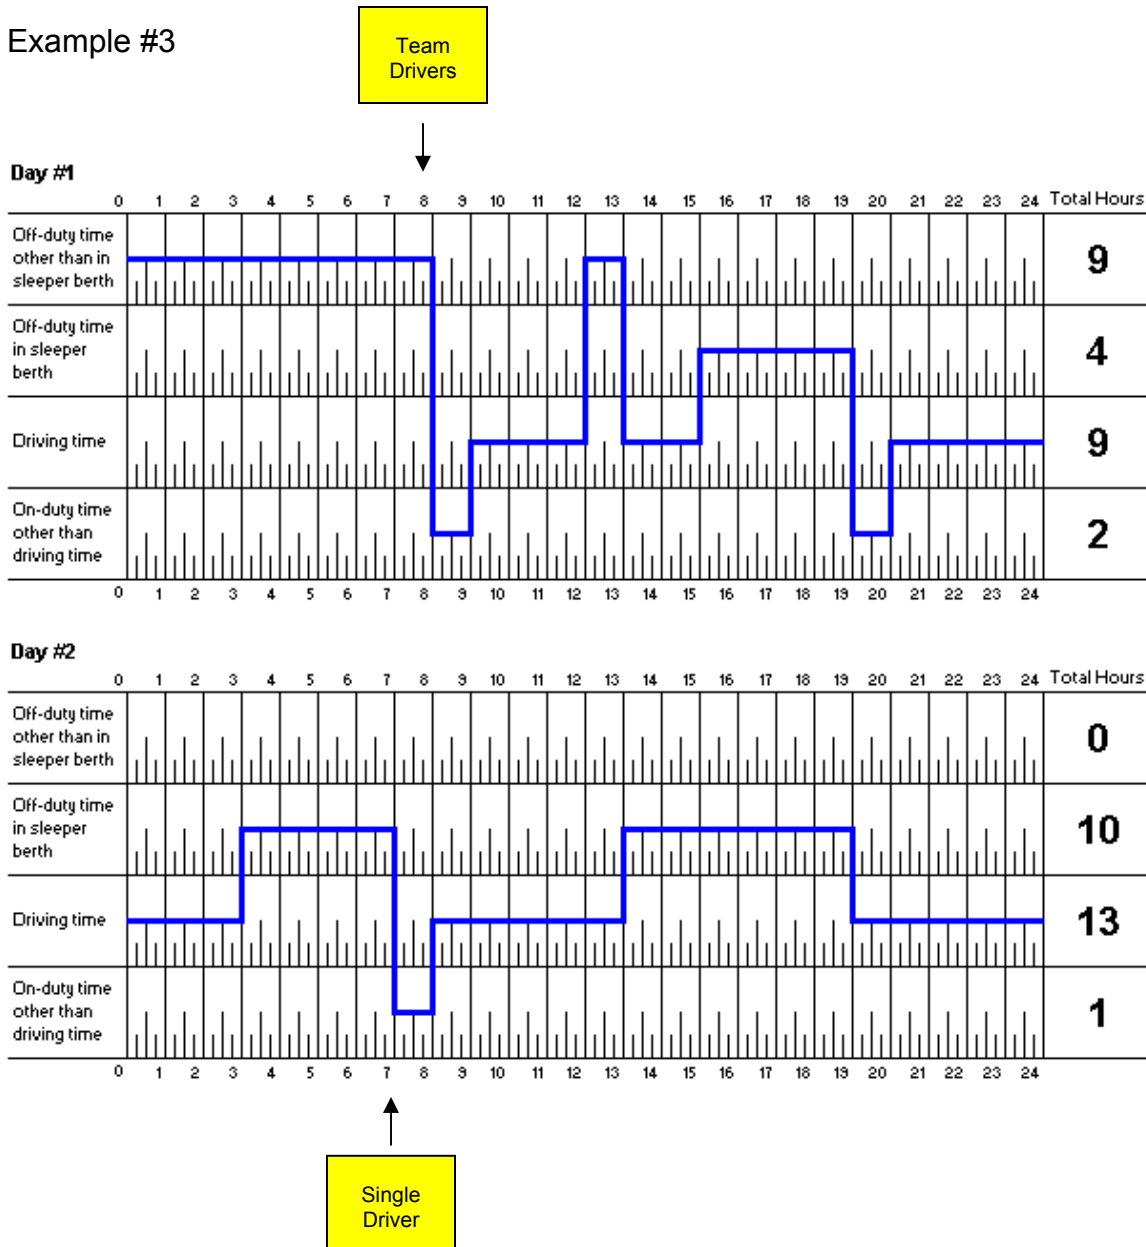 Example #3
Team
Drivers
Day #1
0 1 2 3 4 5 6 7 8 9 10 11 12 13 14 15 16 17 18 19 20 21 22 23 24 Total Hours
Off-duty time
other than in
sleeper berth
9
Off-duty time
in sleeper
berth
4
Driving time
9
On-duty time
other than
driving time
2
0 1 2 3 4 5 6 7 8 9 10 11 12 13 14 15 16 17 18 19 20 21 22 23 24
Day #2
0 1 2 3 4 5 6 7 8 9 10 11 12 13 14 15 16 17 18 19 20 21 22 23 24 Total Hours
Off-duty time
other than in
sleeper berth
0
Off-duty time
in sleeper
berth
10
Driving time
13
On-duty time
other than
driving time
1
0 1 2 3 4 5 6 7 8 9 10 11 12 13 14 15 16 17 18 19 20 21 22 23 24
Single
Driver